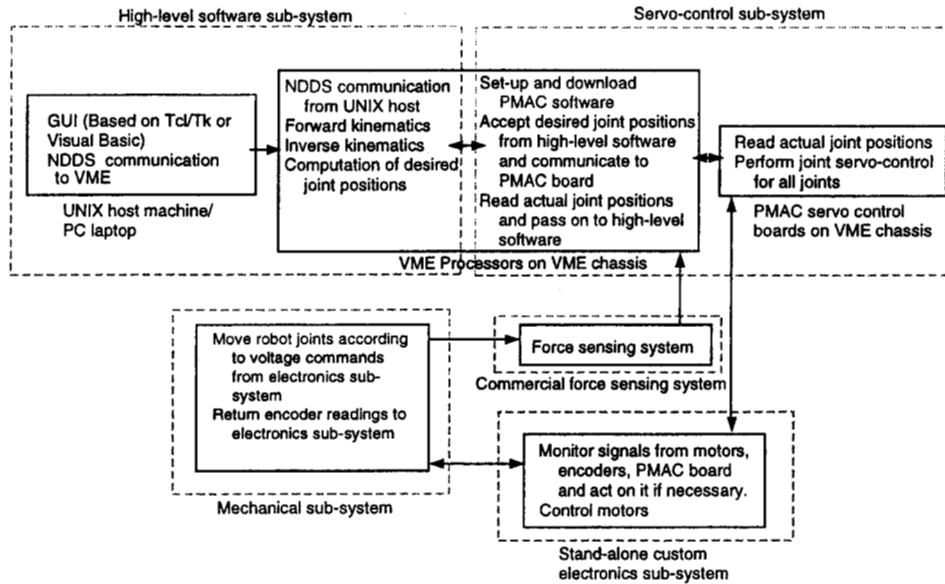 High-level software sub-system
Servo-control sub-system
GUI (Based on Tcl/Tk or
Visual Basic)
NDDS communication
to VME
UNIX host machine/
PC laptop
NDDS communication
from UNIX host
Forward kinematics
Inverse kinematics
Computation of desired
joint positions
Set-up and download
PMAC software
Accept desired joint positions
from high-level software
and communicate to
PMAC board
Read actual joint positions
and pass on to high-level
software
VME Processors on VME chassis
Read actual joint positions
Perform joint servo-control
for all joints
PMAC servo control
boards on VME chassis
Move robot joints according
to voltage commands
from electronics sub-
system
Return encoder readings to
electronics sub-system
Mechanical sub-system
Force sensing system
Commercial force sensing system
Monitor signals from motors,
encoders, PMAC board
and act on it if necessary.
Control motors
Stand-alone custom
electronics sub-system